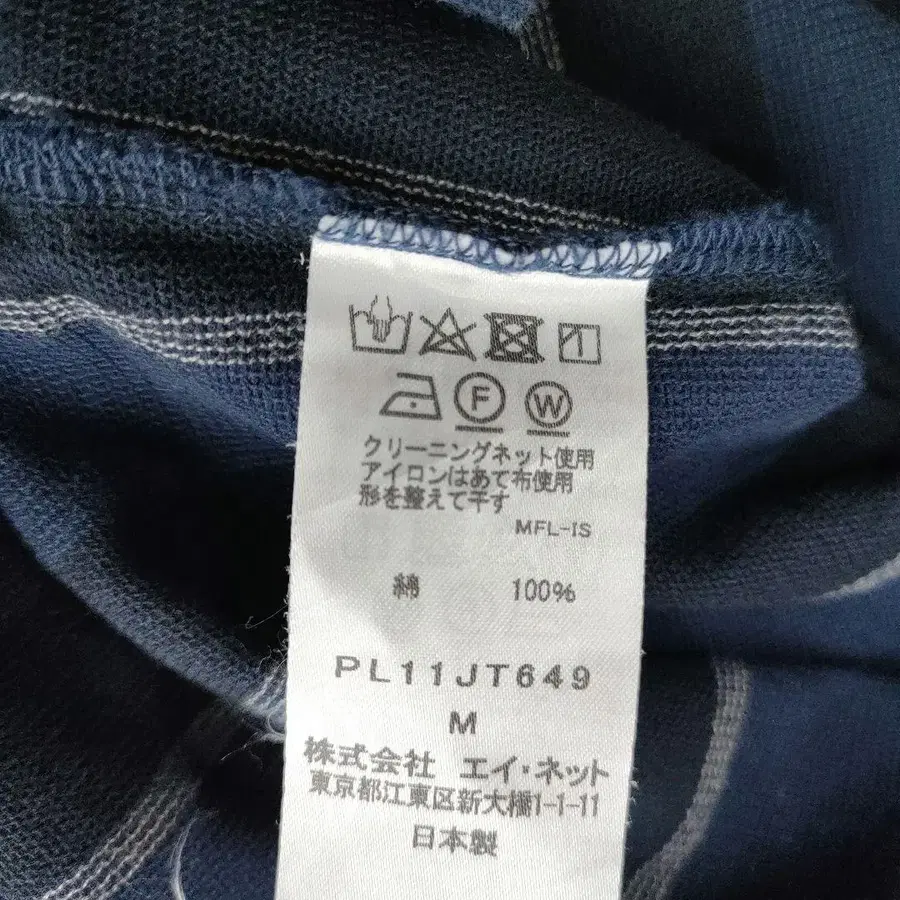 F W
クリーニングネット使用
アイロンはあて布使用
形を整えて干す
MFL-IS
綿 100%
PL11JT649
M
株式会社 エイ・ネット
東京都江東区新大橋1-1-11
日本製